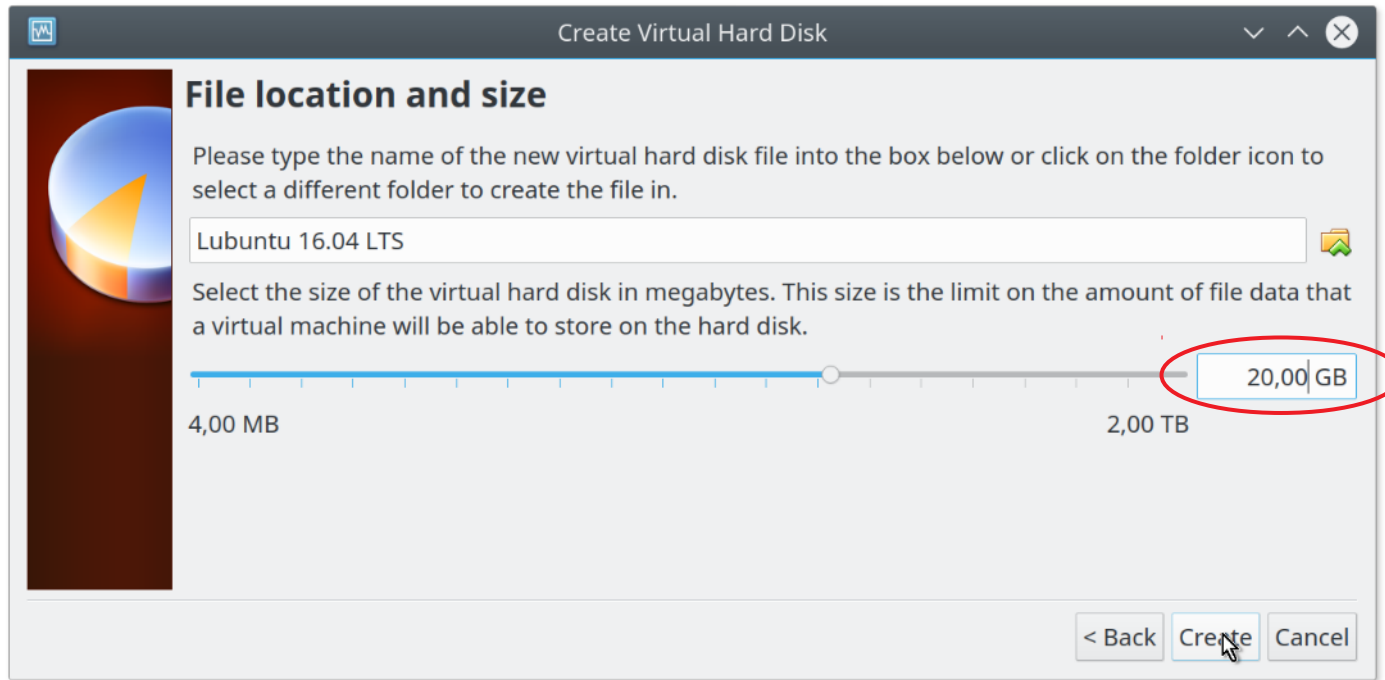 Create Virtual Hard Disk
File location and size
Please type the name of the new virtual hard disk file into the box below or click on the folder icon to
select a different folder to create the file in.
Lubuntu 16.04 LTS
Select the size of the virtual hard disk in megabytes. This size is the limit on the amount of file data that
a virtual machine will be able to store on the hard disk.
20,00 GB
4,00 MB 2,00 TB
< Back Create Cancel